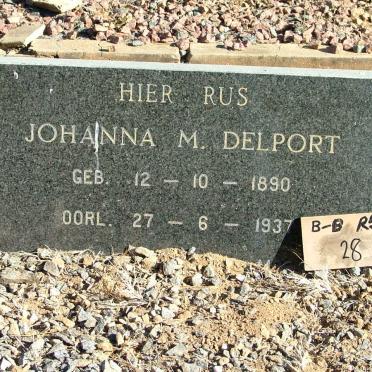 HIER RUS
JOHANNA M. DELPORT
GEB. 12 - 10 - 1890
OORL. 27 - 6 - 1937
B-B
28